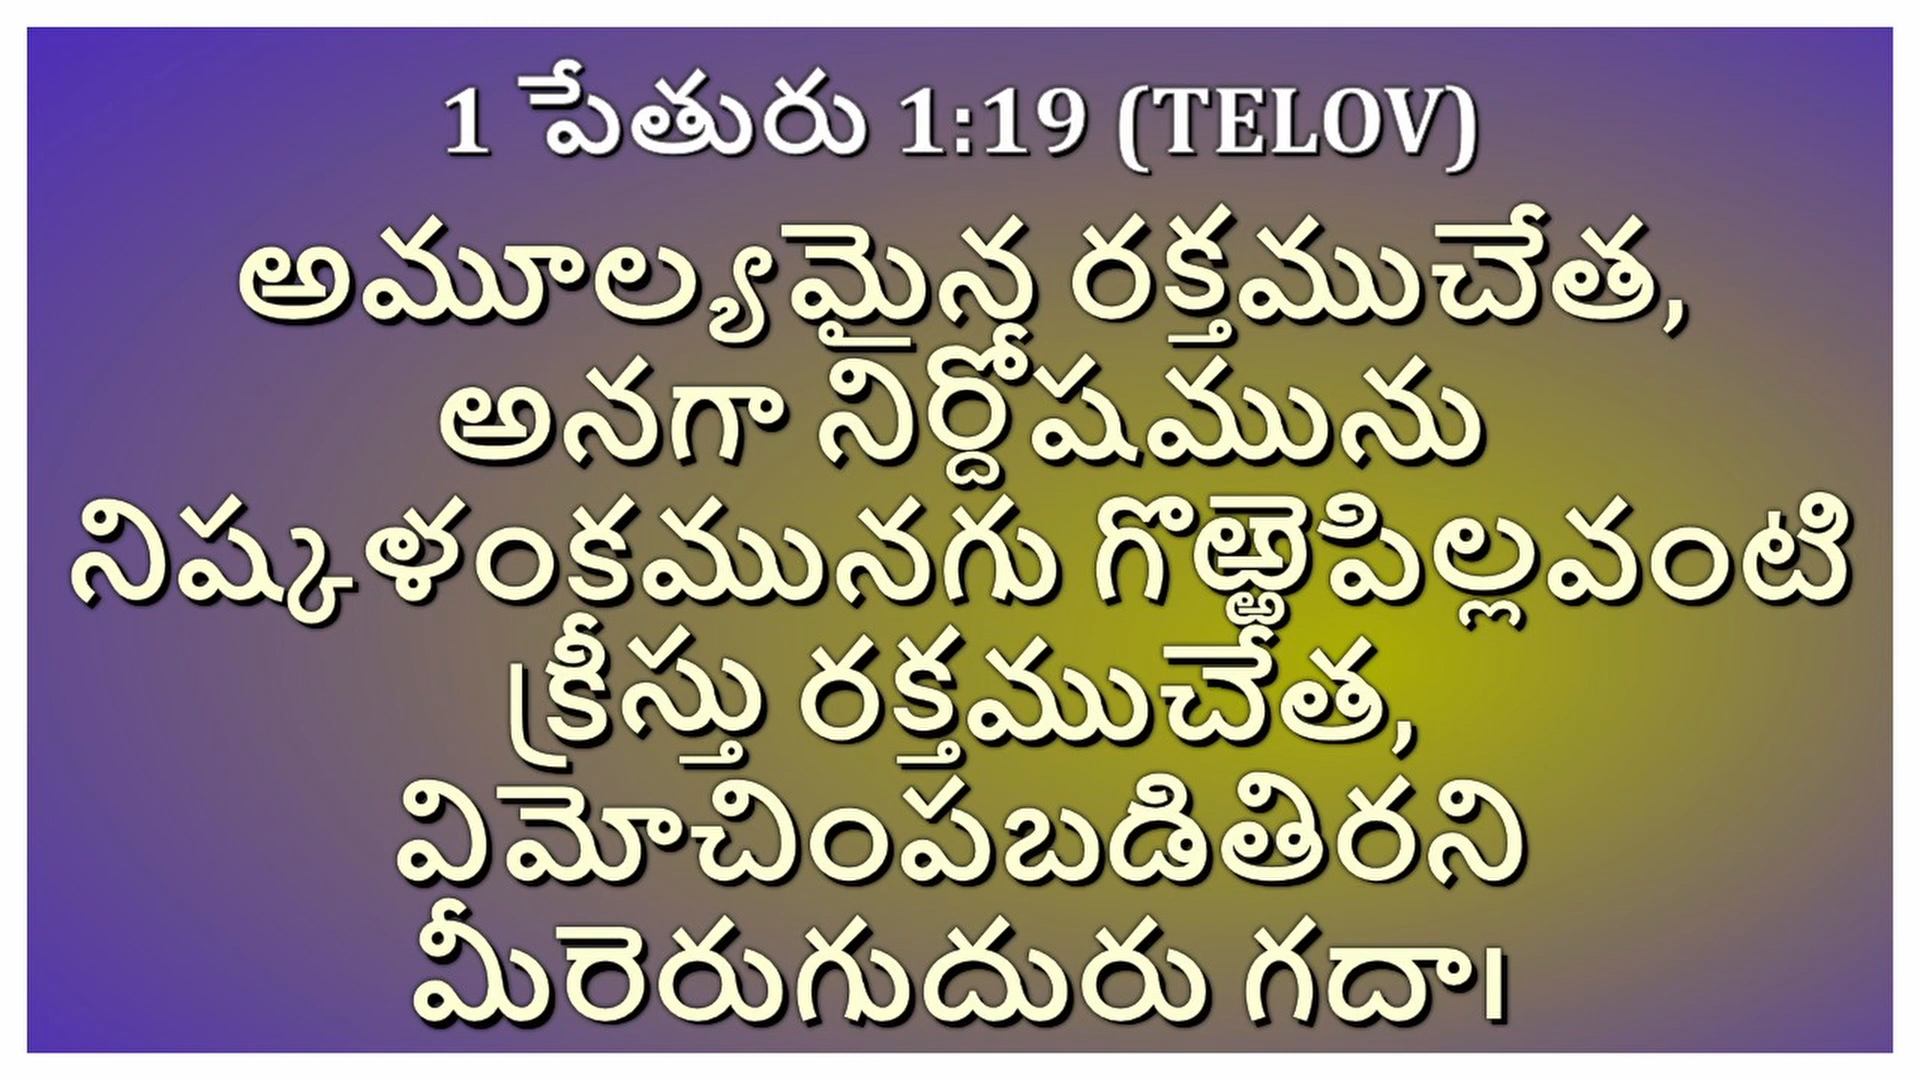 1 పేతురు 1:19 (TELOV)
అమూల్యమైన రక్తముచేత,
అనగా నిర్దోషమును
నిష్కళంకమునగు గొఱ్ఱెపిల్లవంటి
క్రీస్తు రక్తముచేత,
విమోచింపబడితిరని
మీరెరుగుదురు గదా।